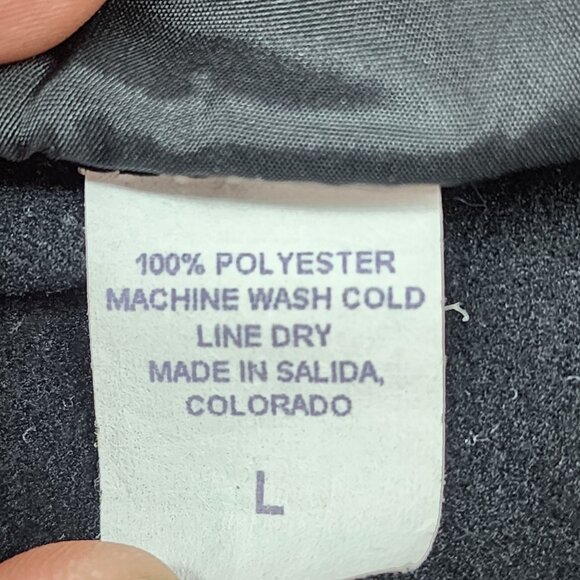 100% POLYESTER
MACHINE WASH COLD
LINE DRY
MADE IN SALIDA,
COLORADO
L